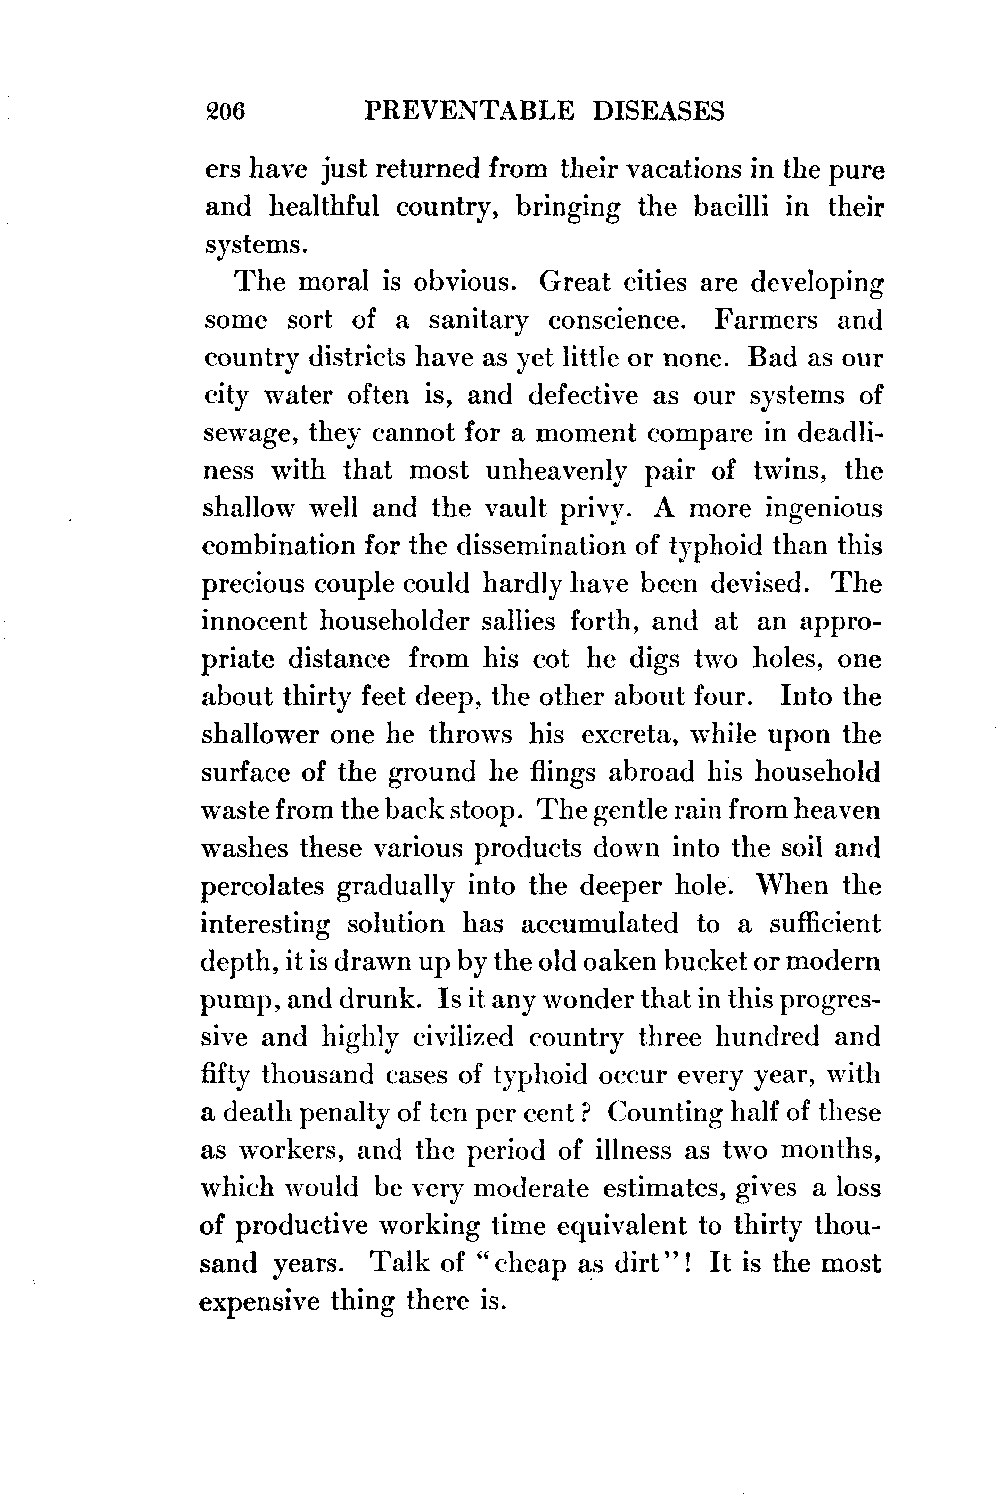 206 PREVENTABLE DISEASES
ers have just returned from their vacations in the pure
and healthful country, bringing the bacilli in their
systems.
The moral is obvious. Great cities are developing
some sort of a sanitary conscience. Farmers and
country districts have as yet little or none. Bad as our
city water often is, and defective as our systems of
sewage, they cannot for a moment compare in deadli-
ness with that most unheavenly pair of twins, the
shallow well and the vault privy. A more ingenious
combination for the dissemination of typhoid than this
precious couple could hardly have been devised. The
innocent householder sallies forth, and at an appro-
priate distance from his cot he digs two holes, one
about thirty feet deep, the other about four. Into the
shallower one he throws his excreta, while upon the
surface of the ground he flings abroad his household
waste from the back stoop. The gentle rain from heaven
washes these various products down into the soil and
percolates gradually into the deeper hole. When the
interesting solution has accumulated to a sufficient
depth, it is drawn up by the old oaken bucket or modern
pump, and drunk. Is it any wonder that in this progres-
sive and highly civilized country three hundred and
fifty thousand cases of typhoid occur every year, with
a death penalty of ten per cent? Counting half of these
as workers, and the period of illness as two months,
which would be very moderate estimates, gives a loss
of productive working time equivalent to thirty thou-
sand years. Talk of "cheap as dirt"! It is the most
expensive thing there is.